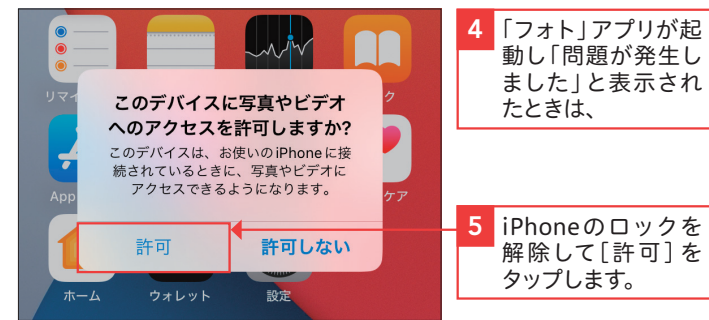 リマイ
ク
このデバイスに写真やビデオ
へのアクセスを許可しますか?
このデバイスは、お使いのiPhoneに接
続されているときに、写真やビデオに
アクセスできるようになります。
App
ケア
許可
許可しない
ホーム
ウォレット
設定
4
「フォト」アプリが起
動し「問題が発生し
ました」と表示され
たときは、
5
iPhoneのロックを
解除して[許可]を
タップします。